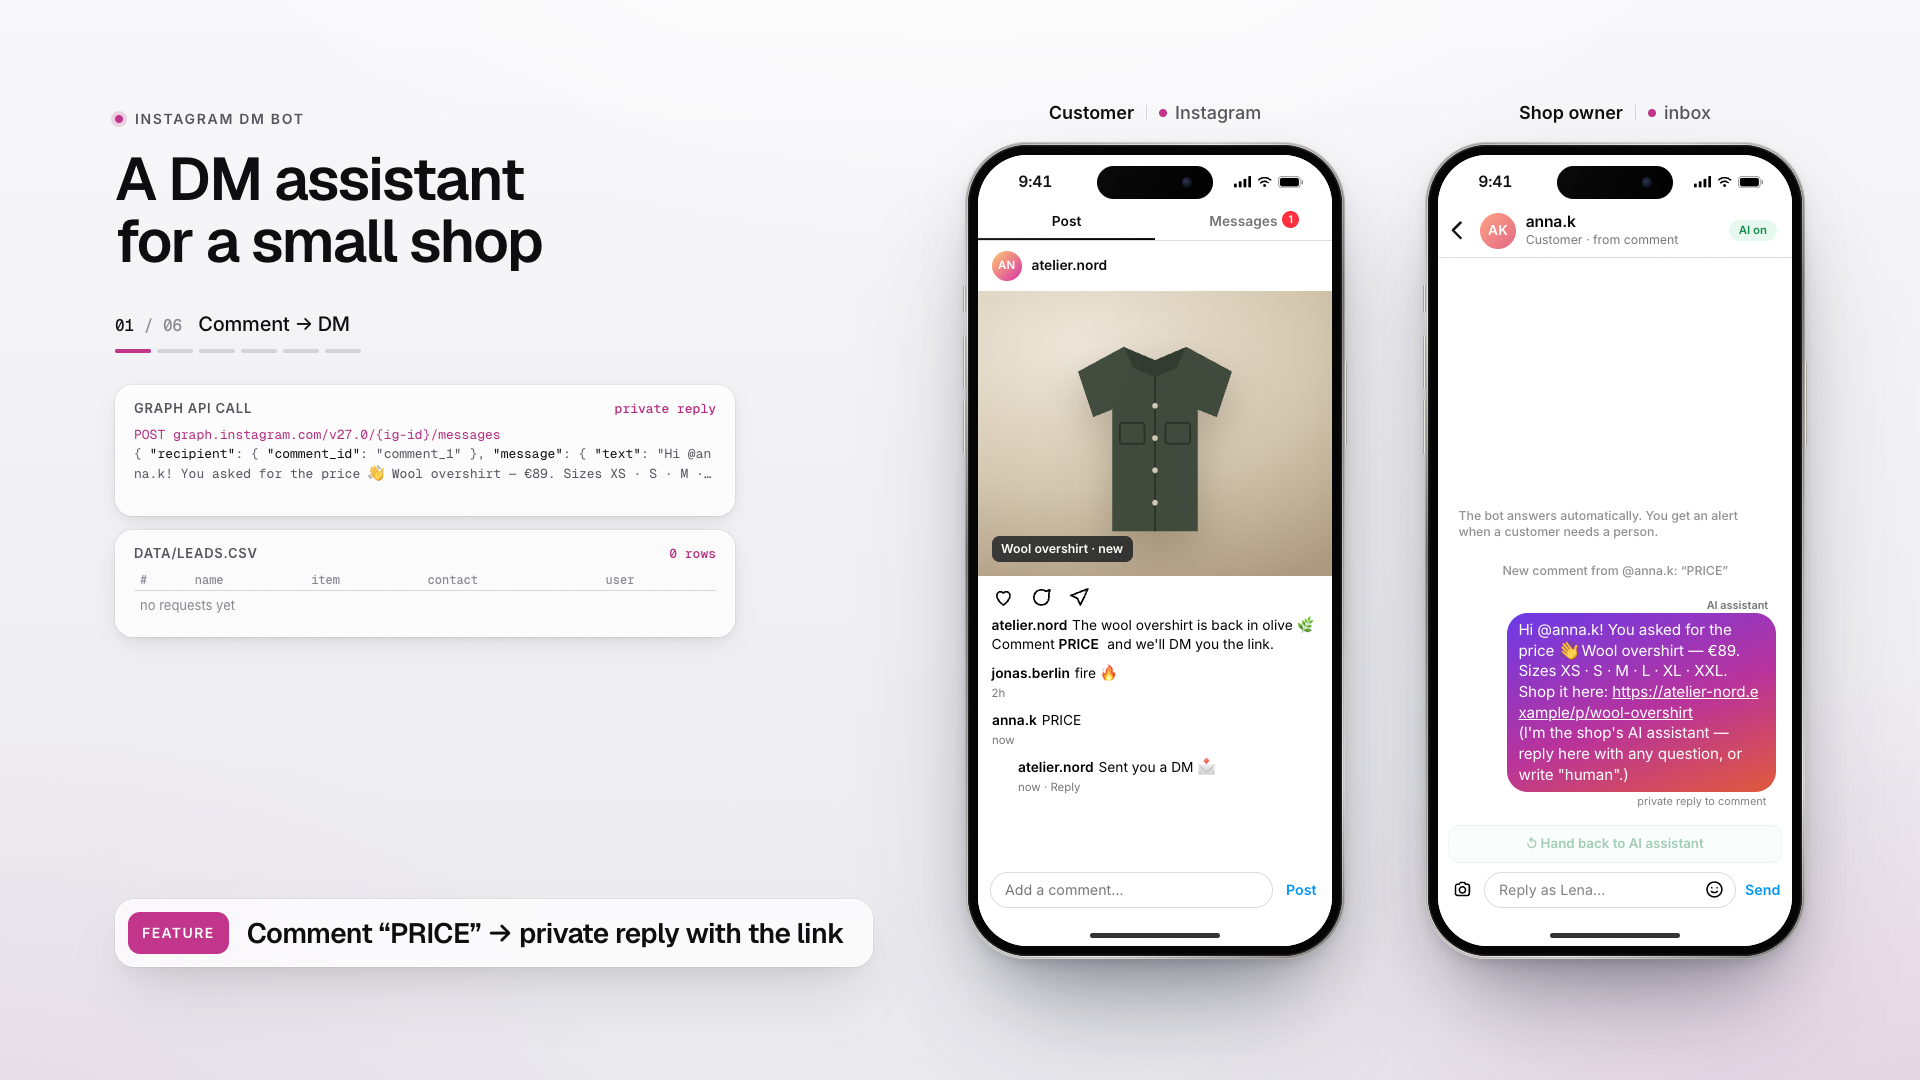 INSTAGRAM DM BOT
A DM assistant
for a small shop
01 / 06 Comment → DM
GRAPH API CALL private reply
POST graph.instagram.com/v27.0/{ig-id}/messages
{ "recipient": { "comment_id": "comment_1" }, "message": { "text": "Hi @an
na.k! You asked for the price 👋 Wool overshirt — €89. Sizes XS · S · M ·…
DATA/LEADS.CSV 0 rows
# name item contact user
no requests yet
FEATURE Comment “PRICE” → private reply with the link
Customer Instagram
9:41
Post Messages 1
AN atelier.nord
Wool overshirt · new
atelier.nord The wool overshirt is back in olive 🌿
Comment PRICE and we'll DM you the link.
jonas.berlin fire 🔥
2h
anna.k PRICE
now
atelier.nord Sent you a DM 📩
now · Reply
Add a comment... Post
Shop owner inbox
9:41
AK anna.k
Customer · from comment
AI on
The bot answers automatically. You get an alert
when a customer needs a person.
New comment from @anna.k: “PRICE”
AI assistant
Hi @anna.k! You asked for the
price 👋 Wool overshirt — €89.
Sizes XS · S · M · L · XL · XXL.
Shop it here: https://atelier-nord.e
xample/p/wool-overshirt
(I'm the shop's AI assistant —
reply here with any question, or
write "human".)
private reply to comment
Hand back to AI assistant
Reply as Lena... Send